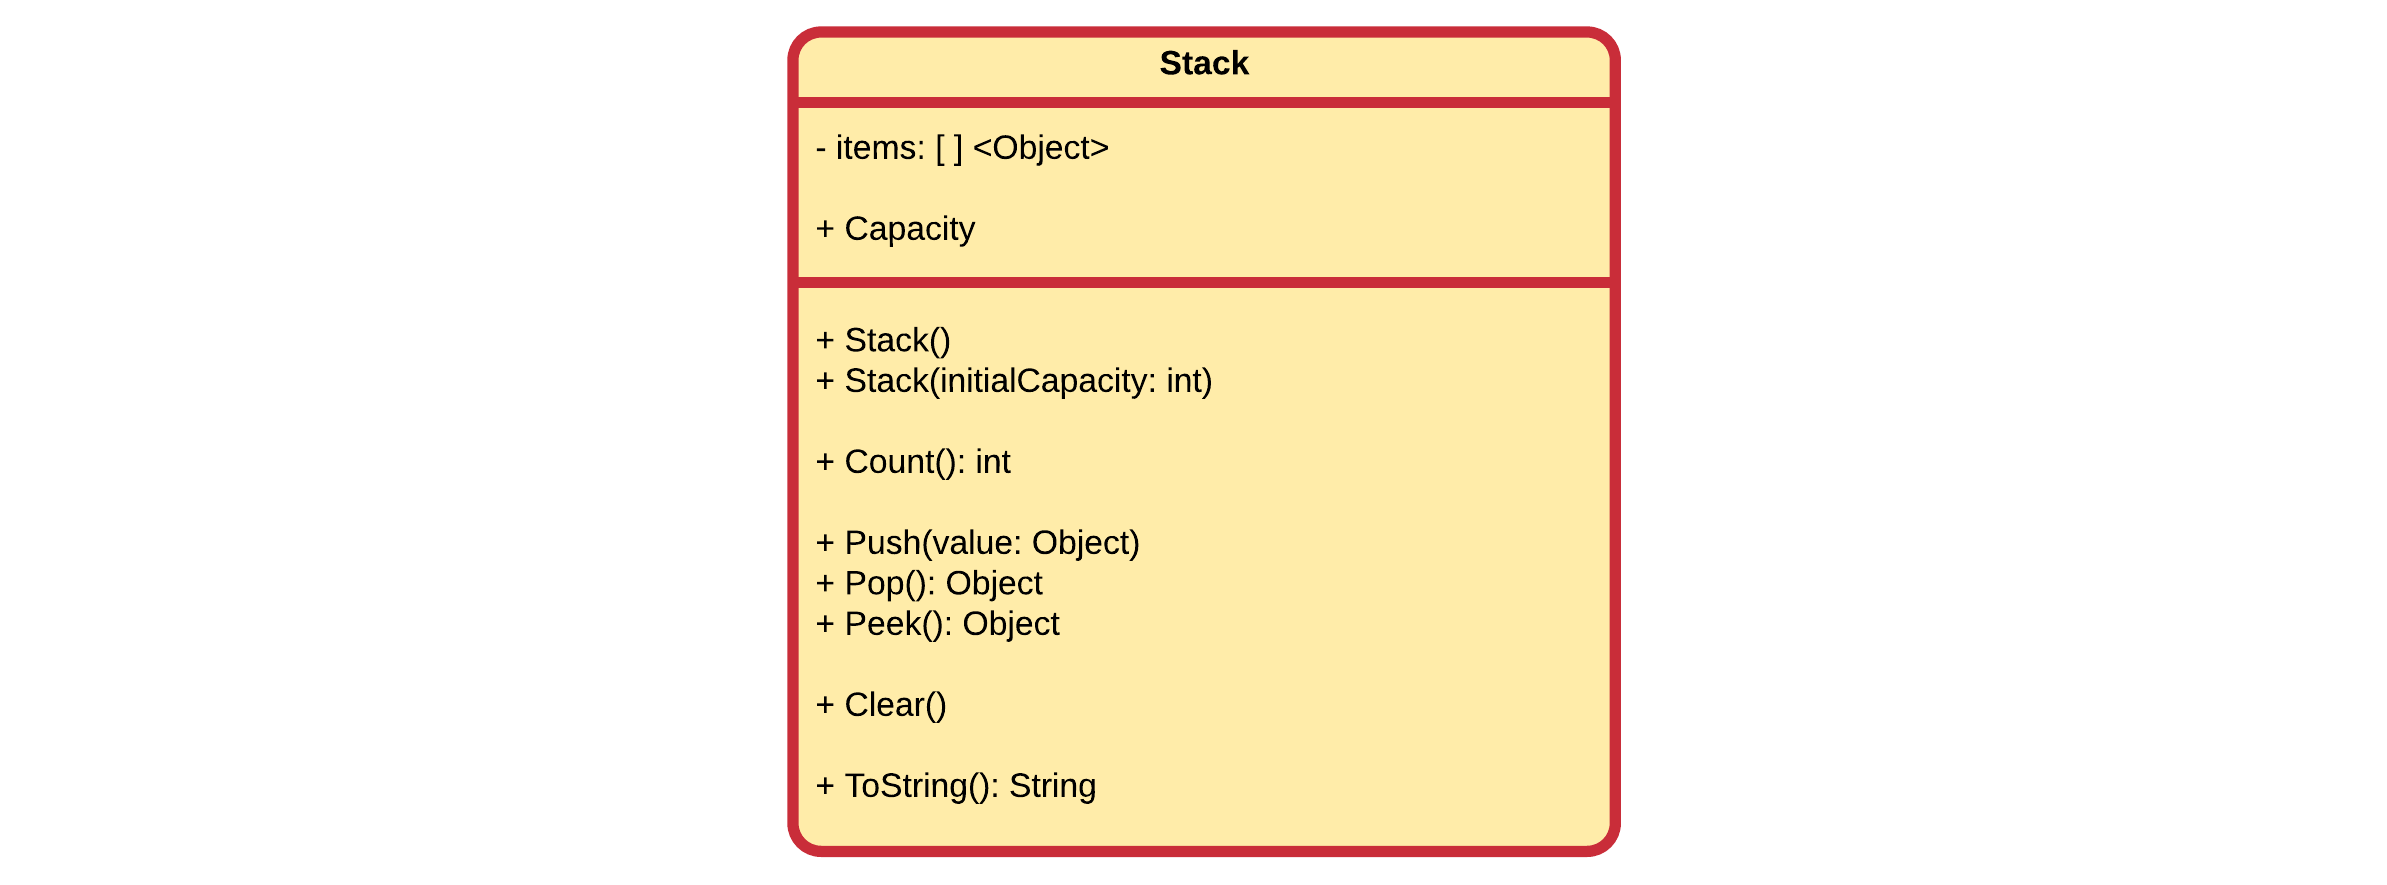 Stack
- items: [ ] <Object>
+ Capacity
+ Stack()
+ Stack(initialCapacity: int)
+ Count(): int
+ Push(value: Object)
+ Pop(): Object
+ Peek(): Object
+ Clear()
+ ToString(): String